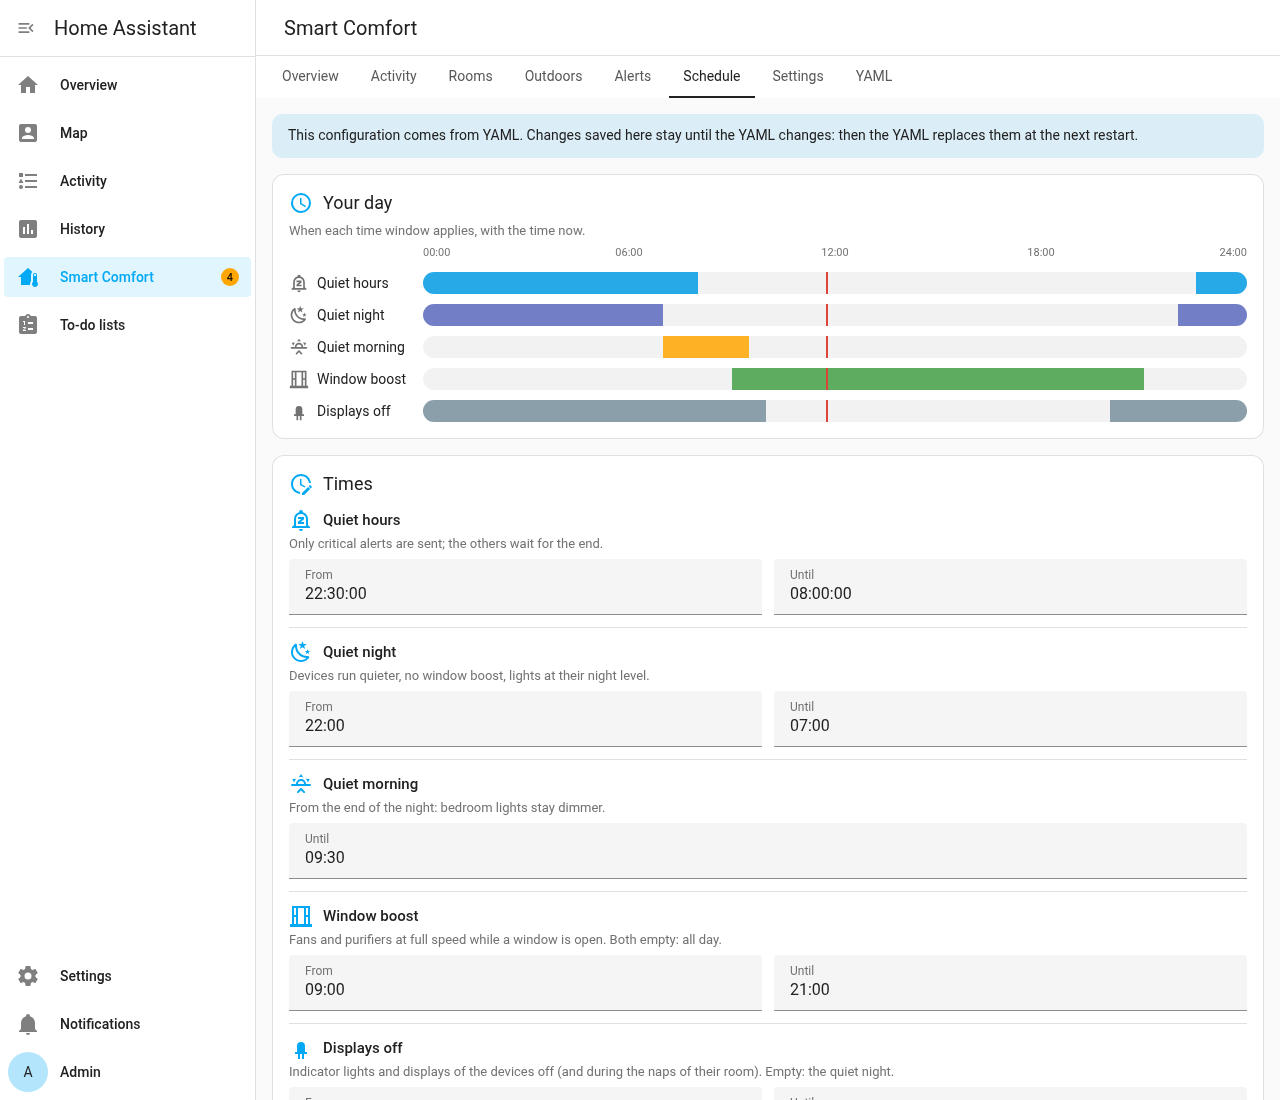 Home Assistant
Overview
Map
Activity
History
Smart Comfort
4
To-do lists
Settings
Notifications
A
Admin
Smart Comfort
Overview Activity Rooms Outdoors Alerts Schedule Settings YAML
This configuration comes from YAML. Changes saved here stay until the YAML changes: then the YAML replaces them at the next restart.
Your day
When each time window applies, with the time now.
00:00 06:00 12:00 18:00 24:00
Quiet hours
Quiet night
Quiet morning
Window boost
Displays off
Times
Quiet hours
Only critical alerts are sent; the others wait for the end.
From Until
22:30:00 08:00:00
Quiet night
Devices run quieter, no window boost, lights at their night level.
From Until
22:00 07:00
Quiet morning
From the end of the night: bedroom lights stay dimmer.
Until
09:30
Window boost
Fans and purifiers at full speed while a window is open. Both empty: all day.
From Until
09:00 21:00
Displays off
Indicator lights and displays of the devices off (and during the naps of their room). Empty: the quiet night.